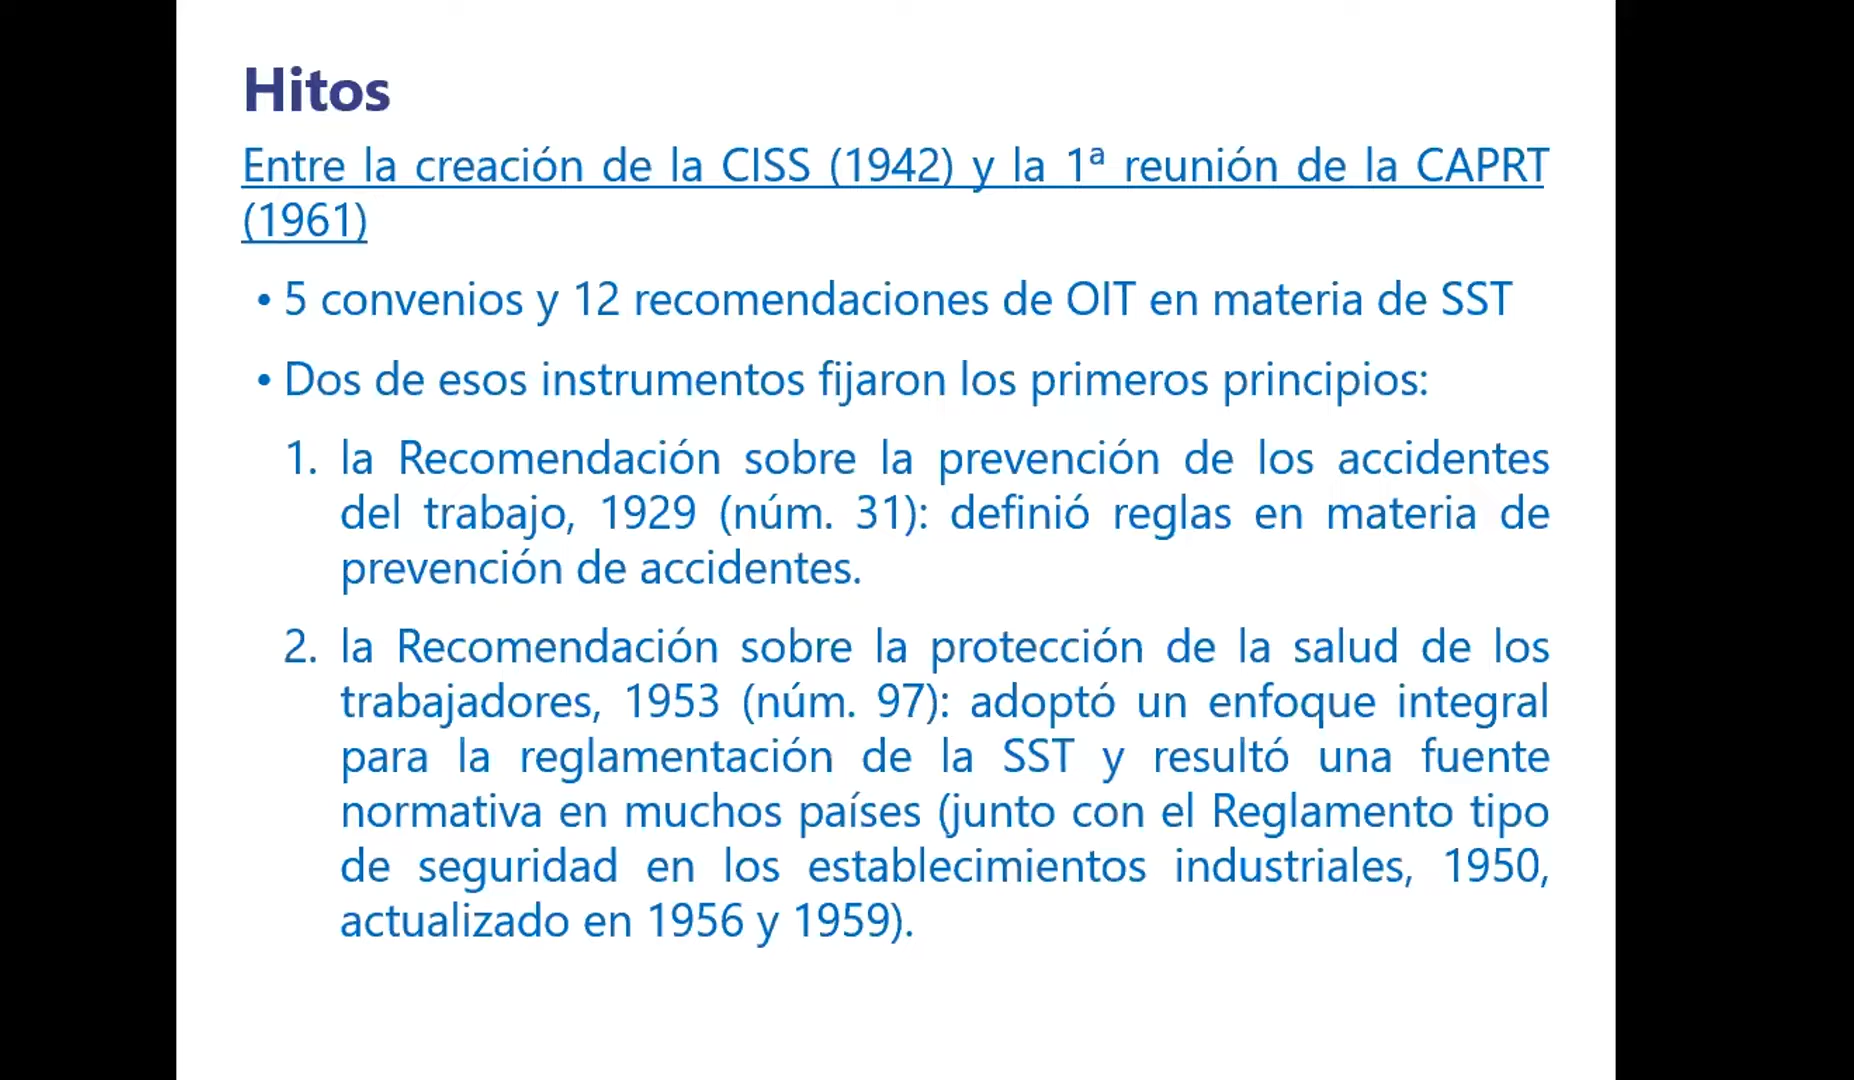 Hitos
Entre la creación de la CISS (1942) y la 1ª reunión de la CAPRT
(1961)
• 5 convenios y 12 recomendaciones de OIT en materia de SST
• Dos de esos instrumentos fijaron los primeros principios:
1. la Recomendación sobre la prevención de los accidentes
del trabajo, 1929 (núm. 31): definió reglas en materia de
prevención de accidentes.
2. la Recomendación sobre la protección de la salud de los
trabajadores, 1953 (núm. 97): adoptó un enfoque integral
para la reglamentación de la SST y resultó una fuente
normativa en muchos países (junto con el Reglamento tipo
de seguridad en los establecimientos industriales, 1950,
actualizado en 1956 y 1959).